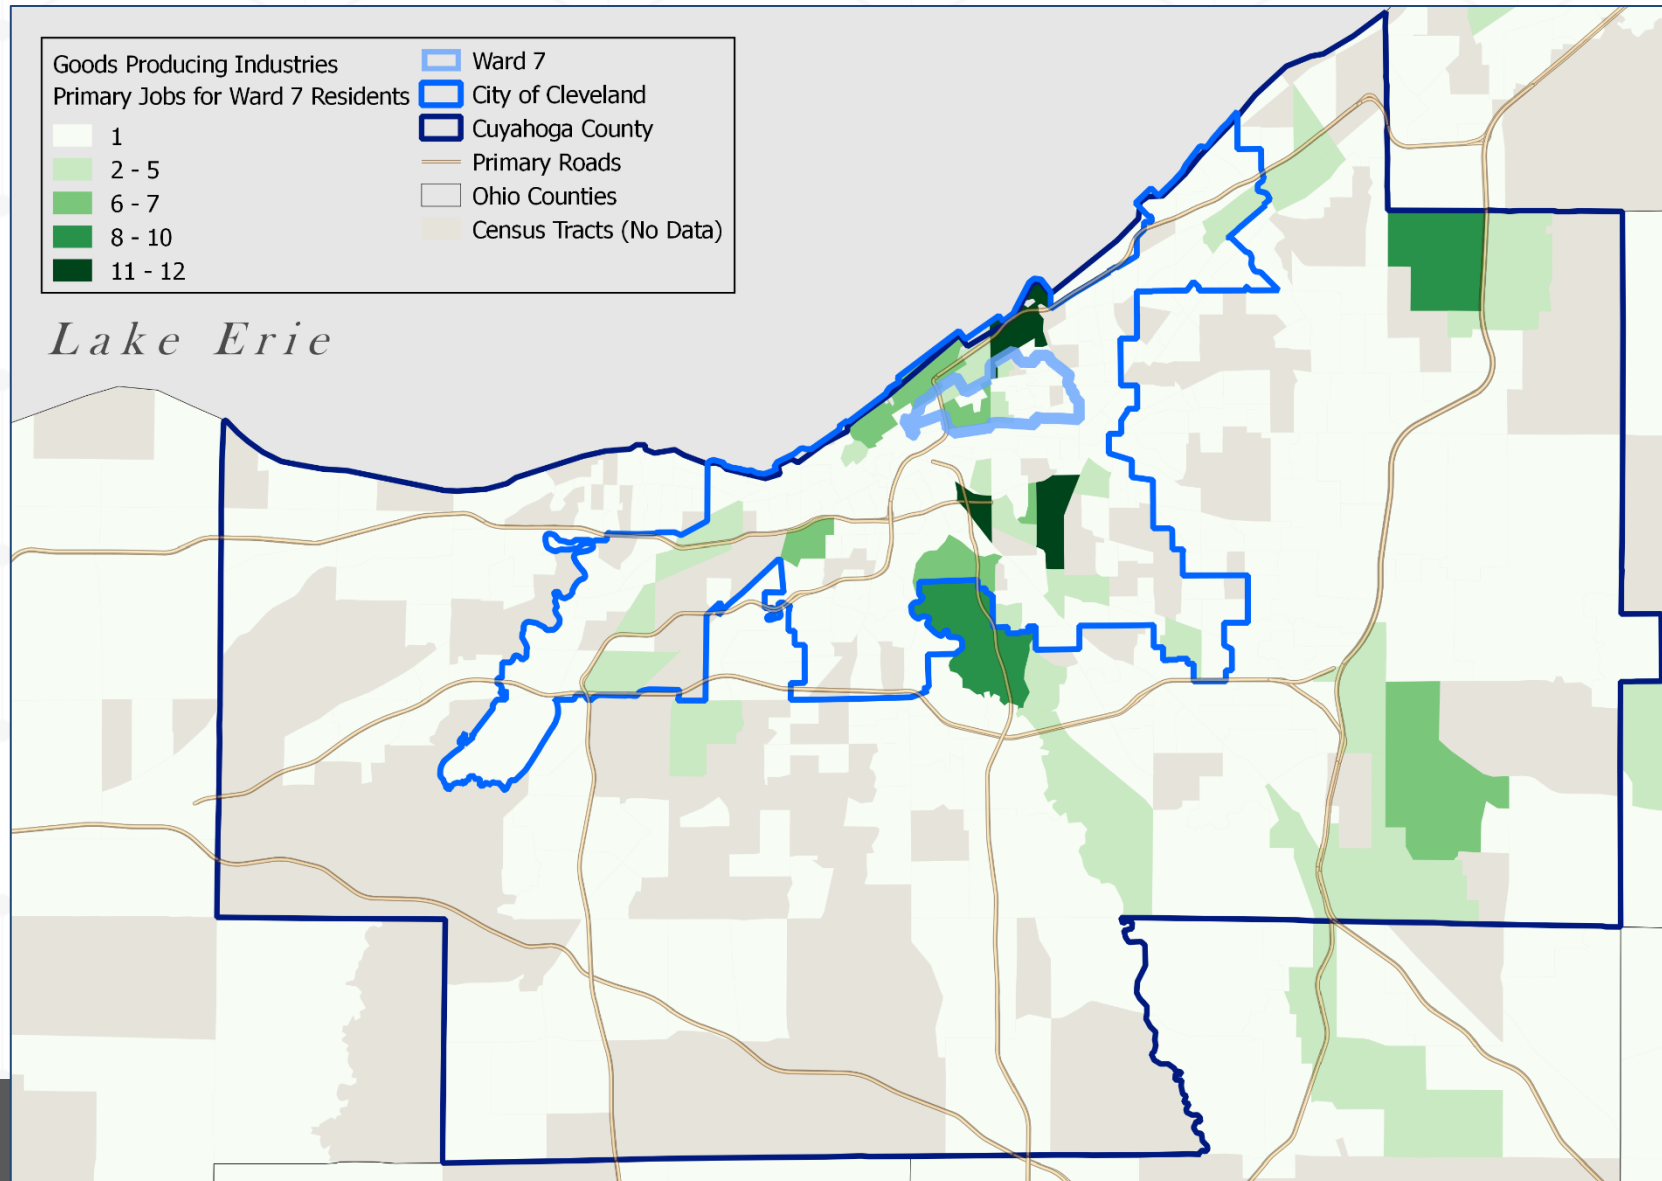 Goods Producing Industries
Primary Jobs for Ward 7 Residents
1
2 - 5
6 - 7
8 - 10
11 - 12
Ward 7
City of Cleveland
Cuyahoga County
Primary Roads
Ohio Counties
Census Tracts (No Data)
Lake Erie